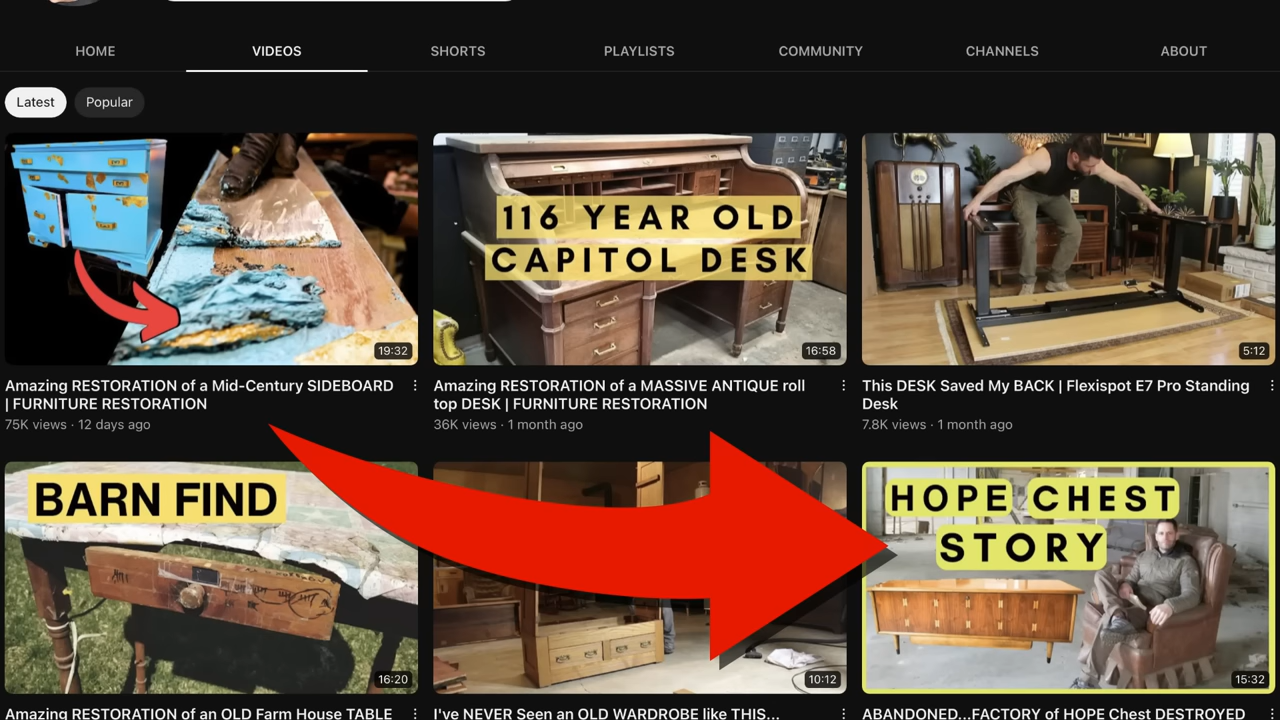 HOME VIDEOS SHORTS PLAYLISTS COMMUNITY CHANNELS ABOUT
Latest Popular
19:32
116 YEAR OLD
CAPITOL DESK
16:58
5:12
Amazing RESTORATION of a Mid-Century SIDEBOARD
| FURNITURE RESTORATION
75K views · 12 days ago
Amazing RESTORATION of a MASSIVE ANTIQUE roll
top DESK | FURNITURE RESTORATION
36K views · 1 month ago
This DESK Saved My BACK | Flexispot E7 Pro Standing
Desk
7.8K views · 1 month ago
BARN FIND
16:20
10:12
HOPE CHEST
STORY
15:32
Amazing RESTORATION of an OLD Farm House TABLE
I've NEVER Seen an OLD WARDROBE like THIS...
ABANDONED...FACTORY of HOPE Chest DESTROYED